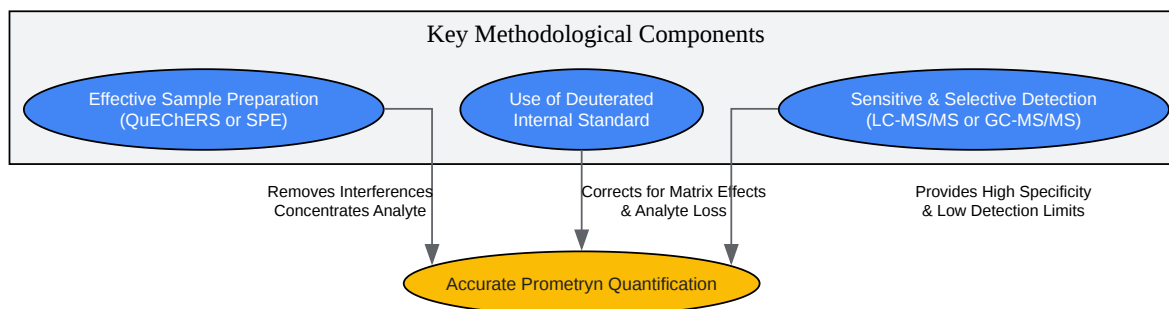 Key Methodological Components
Effective Sample Preparation
(QuEChERS or SPE)
Use of Deuterated
Internal Standard
Sensitive & Selective Detection
(LC-MS/MS or GC-MS/MS)
Removes Interferences
Concentrates Analyte
Corrects for Matrix Effects
& Analyte Loss
Provides High Specificity
& Low Detection Limits
Accurate Prometryn Quantification